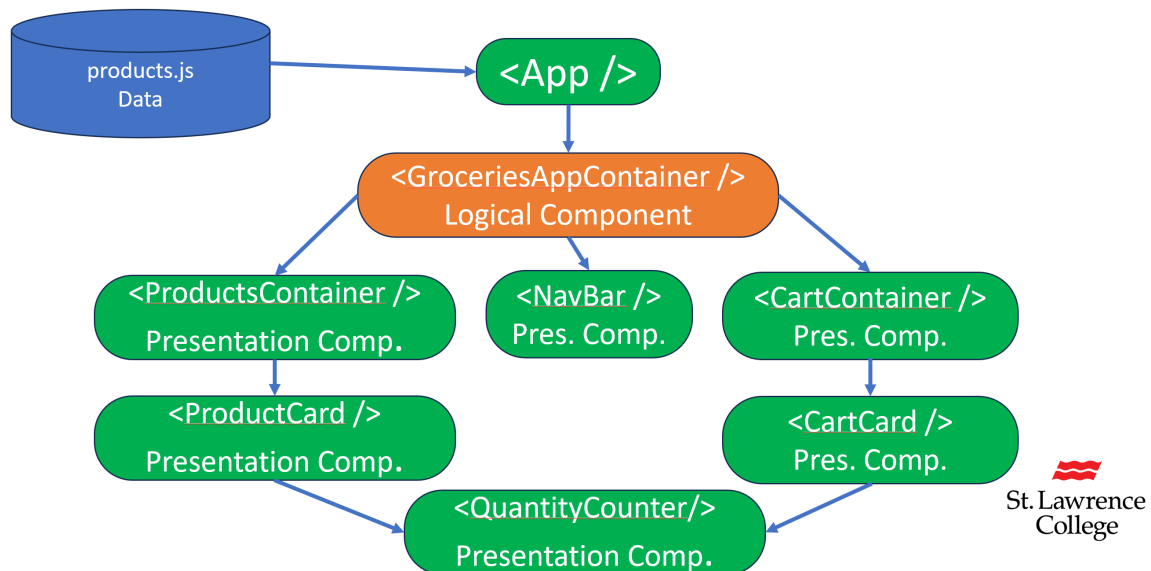 products.js
Data
<App />
<GroceriesAppContainer />
Logical Component
<ProductsContainer />
Presentation Comp.
<NavBar />
Pres. Comp.
<CartContainer />
Pres. Comp.
<ProductCard />
Presentation Comp.
<CartCard />
Pres. Comp.
<QuantityCounter/>
Presentation Comp.
St. Lawrence
College